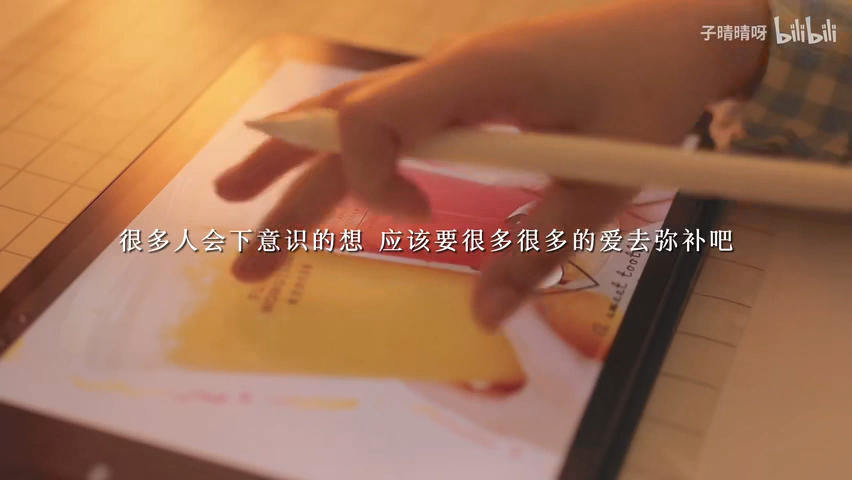 子晴晴呀 bilibili
很多人会下意识的想 应该要很多很多的爱去弥补吧
a sweet tooth